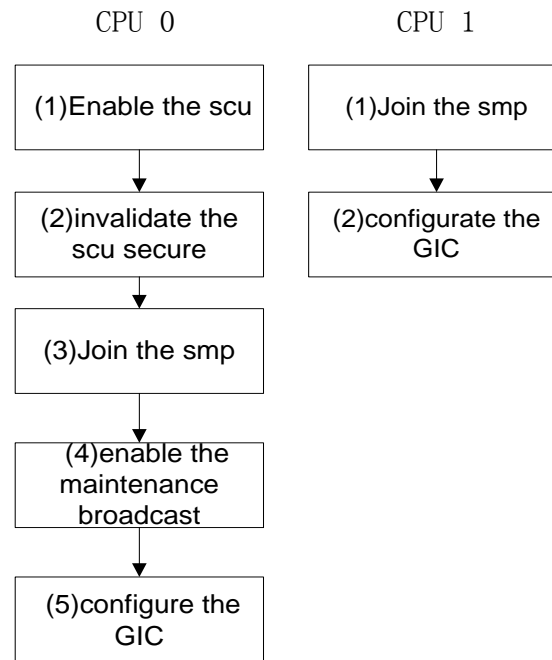 CPU 0
(1)Enable the scu
(2)invalidate the
scu secure
(3)Join the smp
(4)enable the
maintenance
broadcast
(5)configure the
GIC
CPU 1
(1)Join the smp
(2)configurate the
GIC